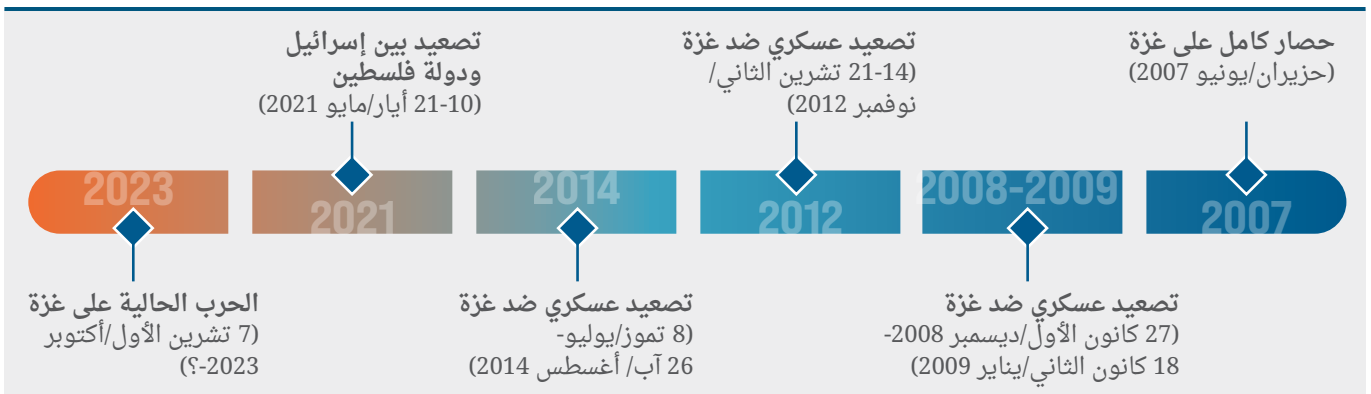 حصار كامل على غزة
(حزيران/يونيو 2007)
تصعيد عسكري ضد غزة
(14-21 تشرين الثاني/
نوفمبر 2012)
تصعيد بين إسرائيل
ودولة فلسطين
(10-21 أيار/مايو 2021)
2007
2008-2009
2012
2014
2021
2023
تصعيد عسكري ضد غزة
(27 كانون الأول/ديسمبر 2008-
18 كانون الثاني/يناير 2009)
تصعيد عسكري ضد غزة
(8 تموز/يوليو-
26 آب/ أغسطس 2014)
الحرب الحالية على غزة
(7 تشرين الأول/أكتوبر
2023-؟)